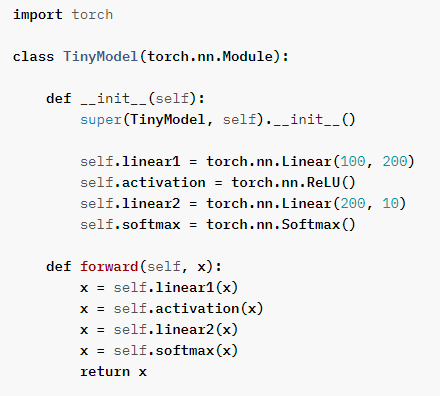 import torch

class TinyModel(torch.nn.Module):

    def __init__(self):
        super(TinyModel, self).__init__()

        self.linear1 = torch.nn.Linear(100, 200)
        self.activation = torch.nn.ReLU()
        self.linear2 = torch.nn.Linear(200, 10)
        self.softmax = torch.nn.Softmax()

    def forward(self, x):
        x = self.linear1(x)
        x = self.activation(x)
        x = self.linear2(x)
        x = self.softmax(x)
        return x